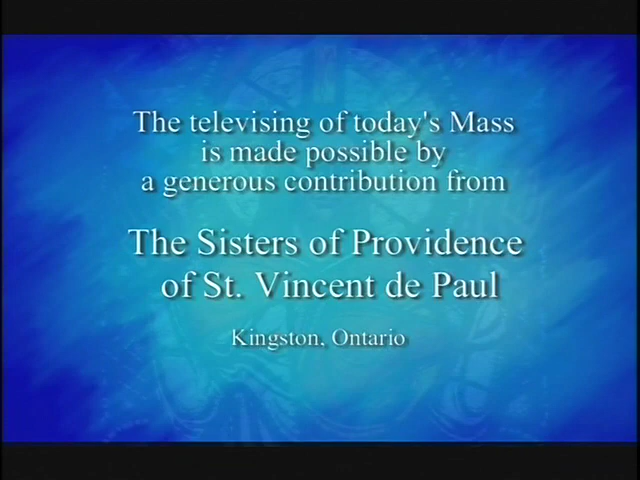 The televising of today's Mass
is made possible by
a generous contribution from
The Sisters of Providence
of St. Vincent de Paul
Kingston, Ontario